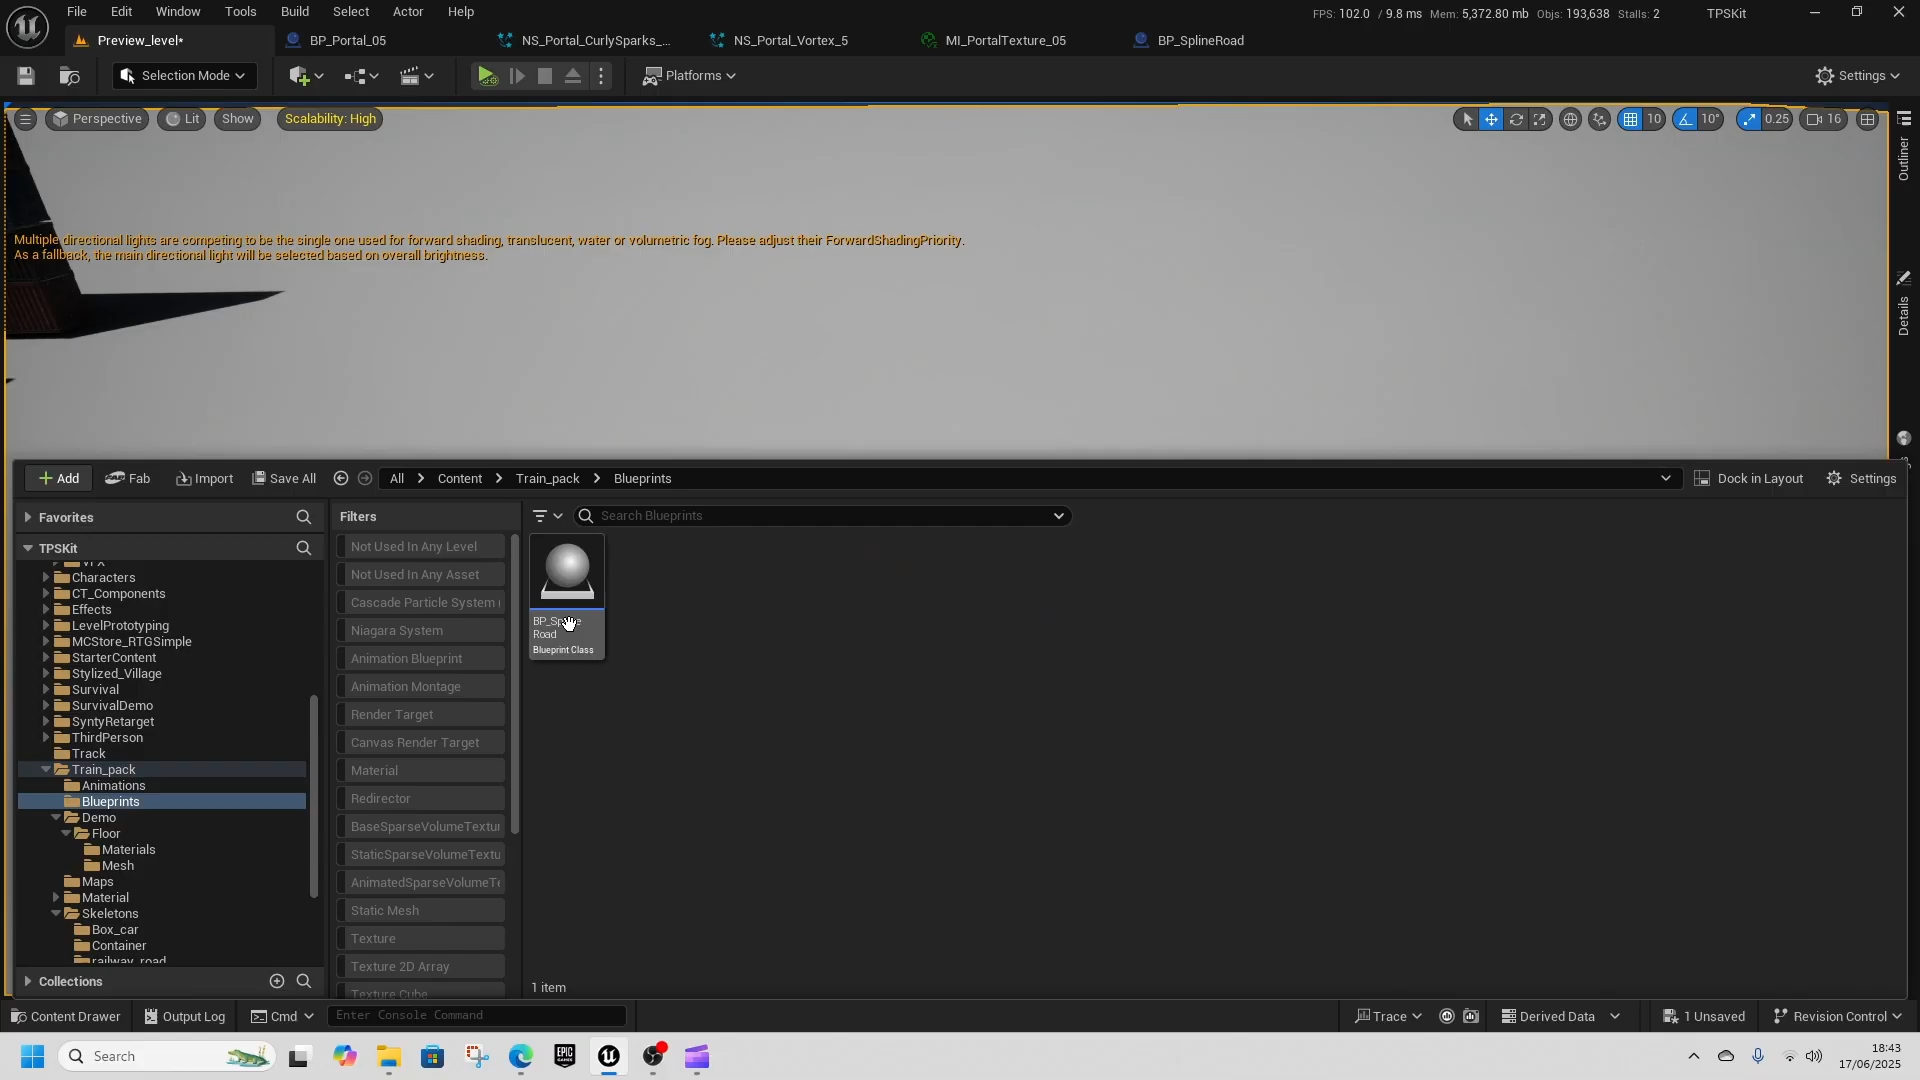 File Edit Window Tools Build Select Actor Help
FPS: 102.0 / 9.8 ms Mem: 5,372.80 mb Objs: 193,638 Stalls: 2 TPSKit
Preview_level* BP_Portal_05 NS_Portal_CurlySparks_... NS_Portal_Vortex_5 MI_PortalTexture_05 BP_SplineRoad
Selection Mode Platforms Settings
Perspective Lit Show Scalability: High 10 10° 0.25 16
Outliner
Multiple directional lights are competing to be the single one used for forward shading, translucent, water or volumetric fog. Please adjust their ForwardShadingPriority.
As a fallback, the main directional light will be selected based on overall brightness.
Details
Add Fab Import Save All All Content Train_pack Blueprints Dock in Layout Settings
Favorites
Filters
Search Blueprints
TPSKit
VFX
Characters
CT_Components
Effects
LevelPrototyping
MCStore_RTGSimple
StarterContent
Stylized_Village
Survival
SurvivalDemo
SyntyRetarget
ThirdPerson
Track
Train_pack
Animations
Blueprints
Demo
Floor
Materials
Mesh
Maps
Material
Skeletons
Box_car
Container
railway_road
Collections
Not Used In Any Level
Not Used In Any Asset
Cascade Particle System
Niagara System
Animation Blueprint
Animation Montage
Render Target
Canvas Render Target
Material
Redirector
BaseSparseVolumeTextur
StaticSparseVolumeTextu
AnimatedSparseVolumeTe
Static Mesh
Texture
Texture 2D Array
Texture Cube
Road
Blueprint Class
1 item
Content Drawer Output Log Cmd Enter Console Command Trace Derived Data 1 Unsaved Revision Control
Search
EPIC GAMES
18:43
17/06/2025